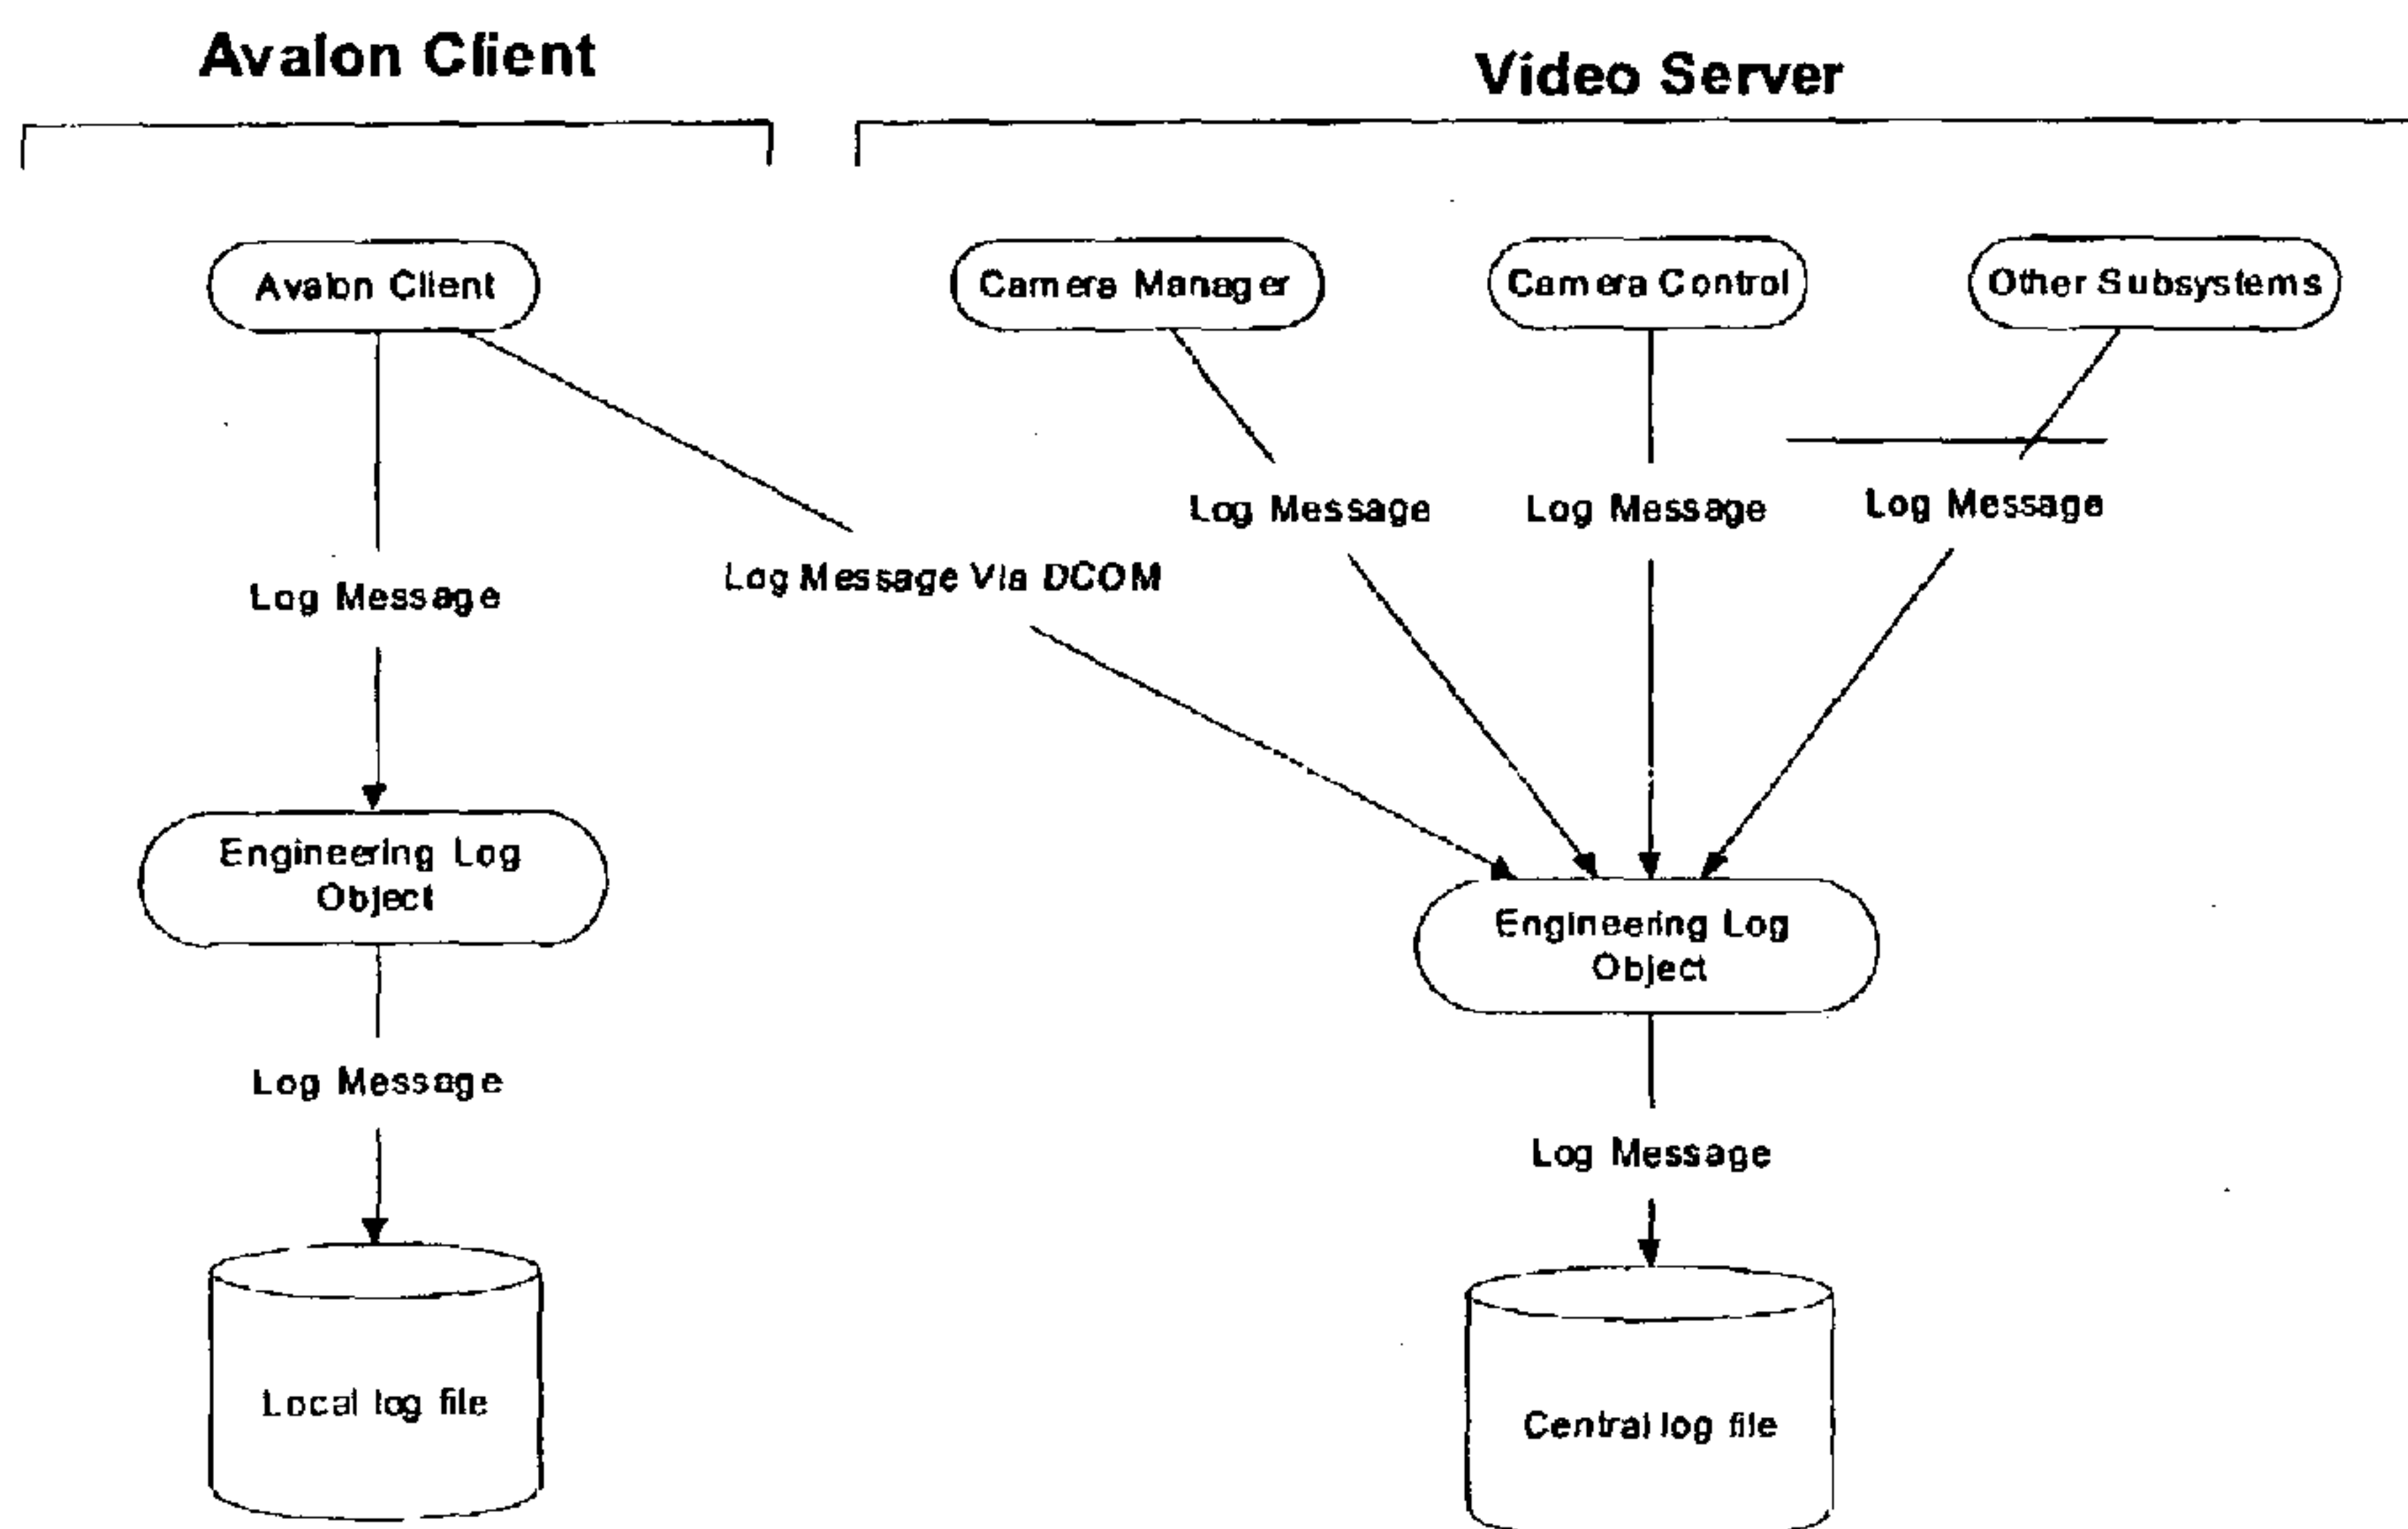 Avalon Client
Video Server
Avalon Client
Camera Manager
Camera Control
Other Subsystems
Log Message
Log Message
Log Message
Log Message Via DCOM
Log Message
Engineering Log
Object
Engineering Log
Object
Log Message
Log Message
Local log file
Central log file